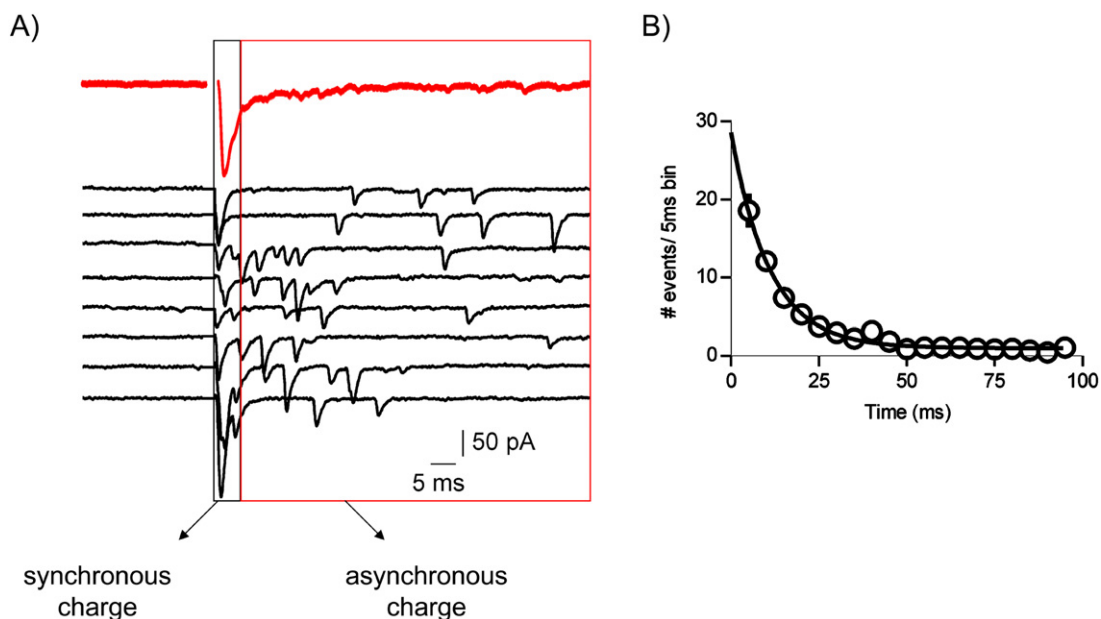 A)
50 pA
5 ms
synchronous
charge
asynchronous
charge
B)
# events/ 5ms bin
30
20
10
0
0
25
50
75
100
Time (ms)